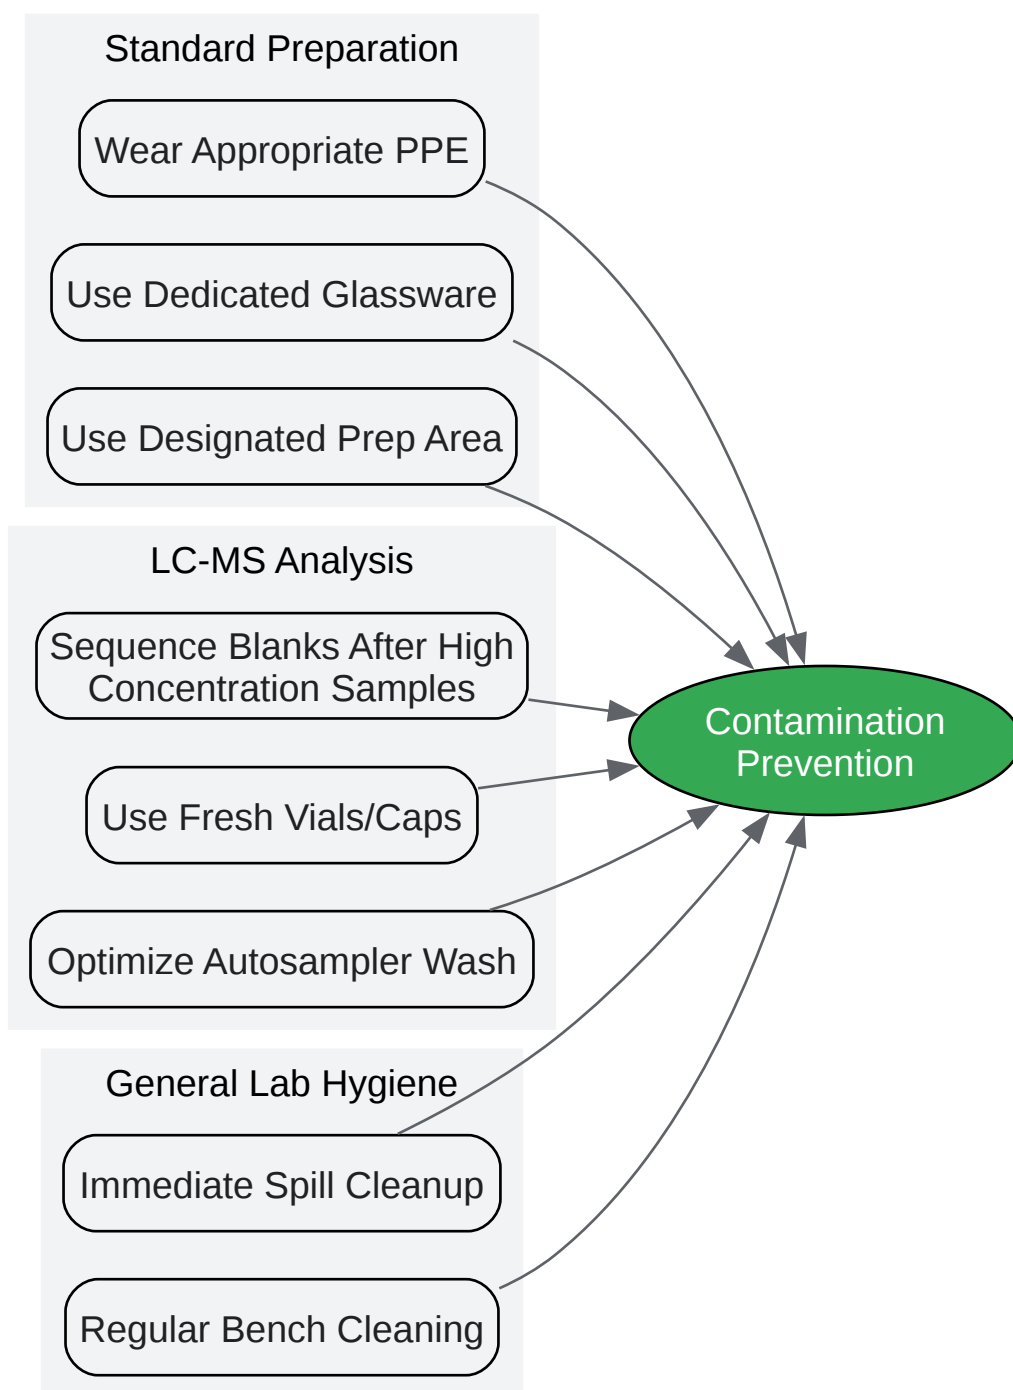 Standard Preparation
Wear Appropriate PPE
Use Dedicated Glassware
Use Designated Prep Area
LC-MS Analysis
Sequence Blanks After High
Concentration Samples
Use Fresh Vials/Caps
Optimize Autosampler Wash
General Lab Hygiene
Immediate Spill Cleanup
Regular Bench Cleaning
Contamination
Prevention